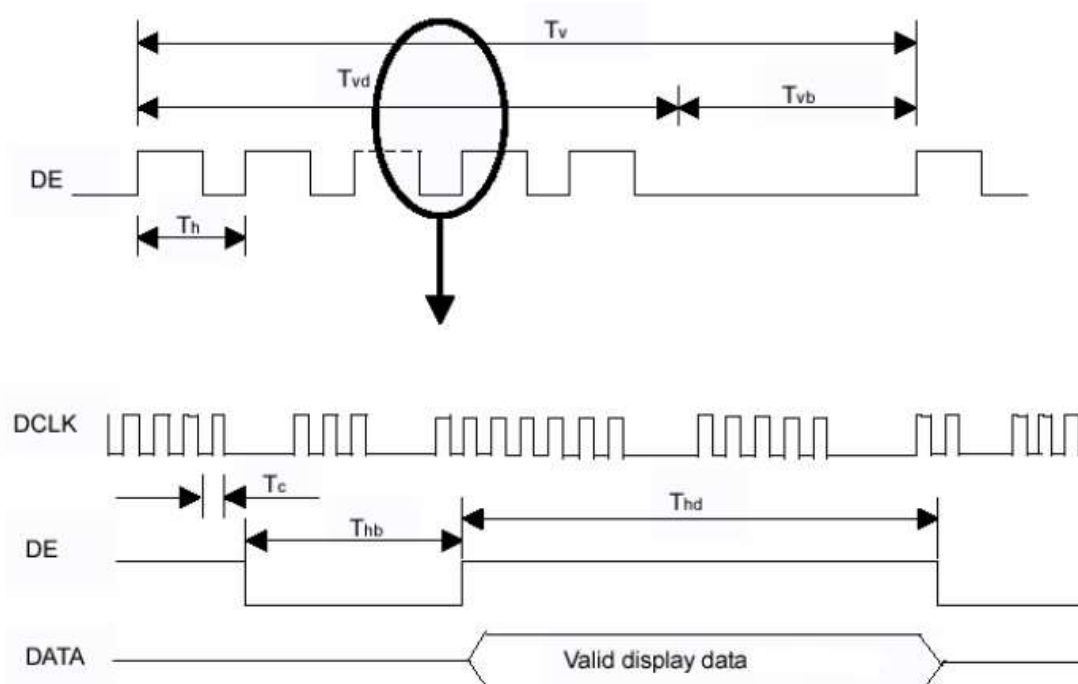 Tv
Tvd
Tvb
DE
Th
DCLK
Tc
Thd
Thb
DE
DATA
Valid display data